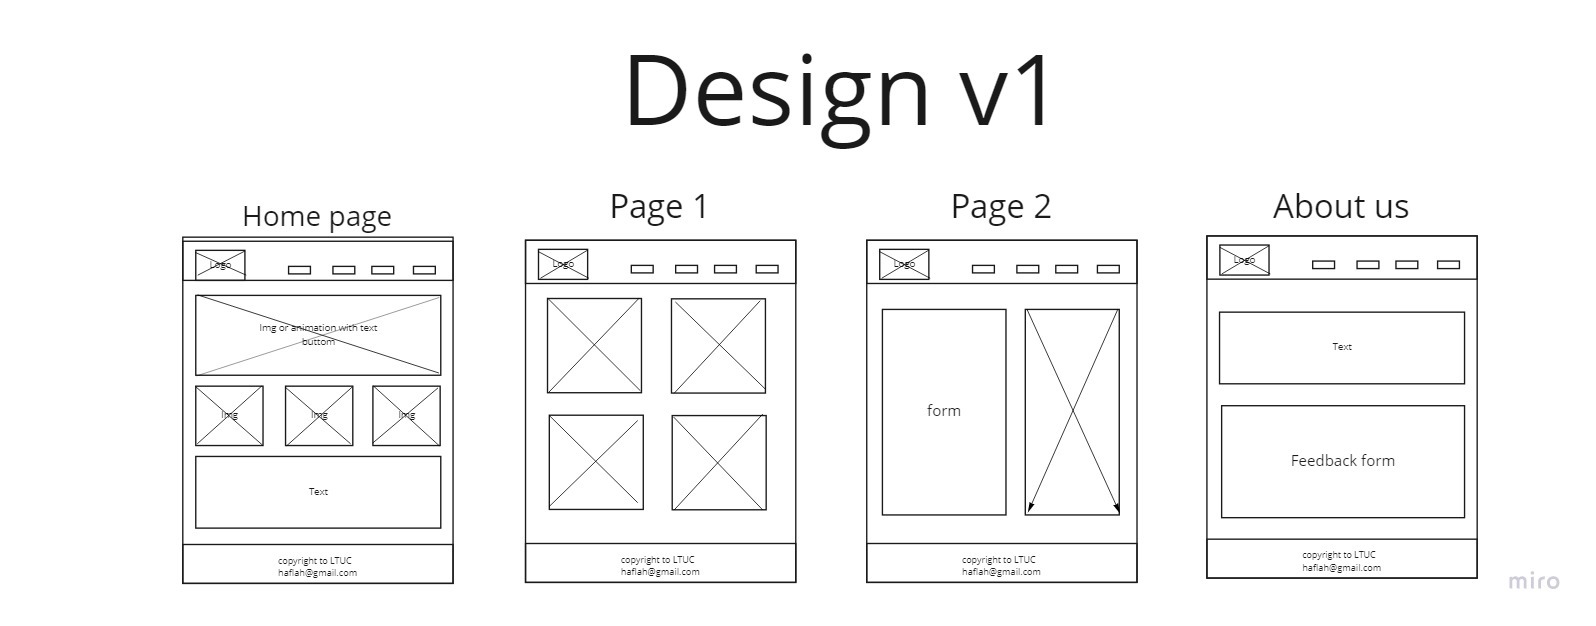 Design v1
Home page
Logo
Img or animation with text
buttom
Img
Img
Img
Text
copyright to LTUC
haflah@gmail.com
Page 1
Logo
copyright to LTUC
haflah@gmail.com
Page 2
Logo
form
copyright to LTUC
haflah@gmail.com
About us
Logo
Text
Feedback form
copyright to LTUC
haflah@gmail.com
miro